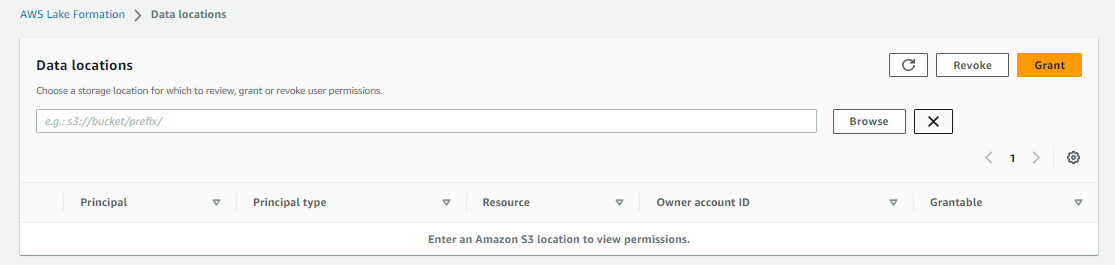 AWS Lake Formation > Data locations
Data locations
Revoke
Grant
Choose a storage location for which to review, grant or revoke user permissions.
e.g.: s3://bucket/prefix/
Browse
1
Principal Principal type Resource Owner account ID Grantable
Enter an Amazon S3 location to view permissions.